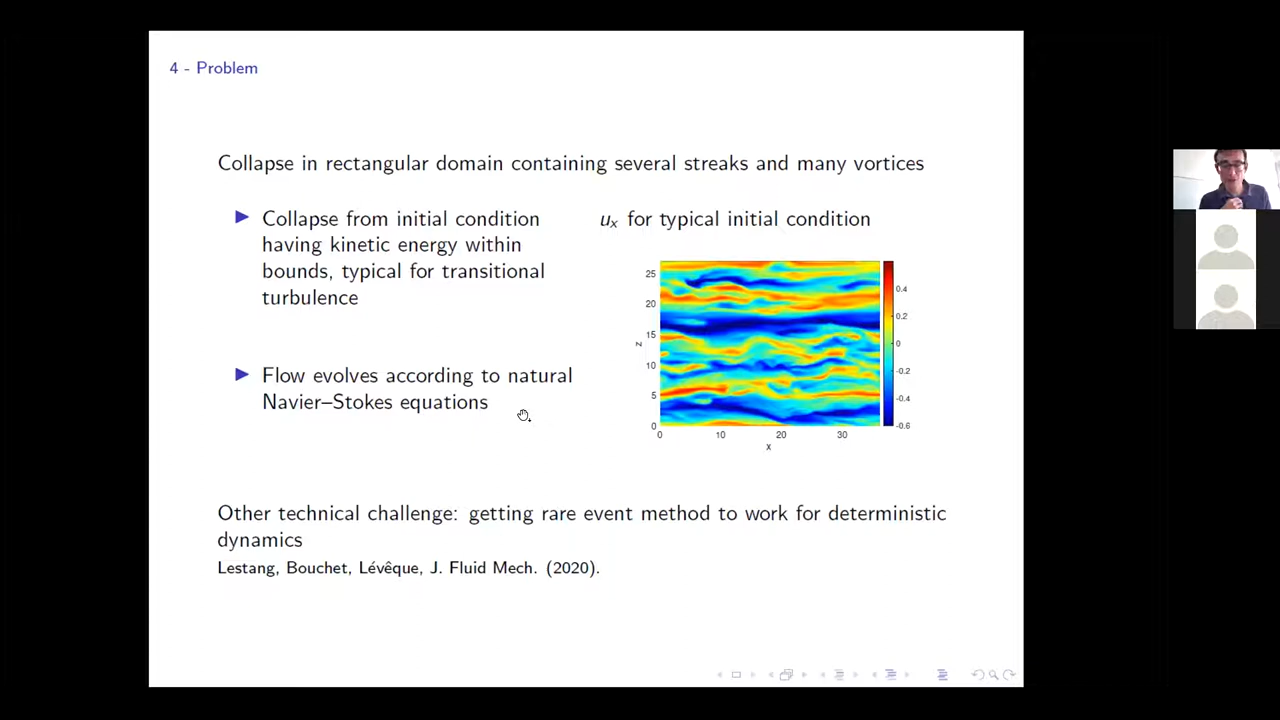 4 - Problem
Collapse in rectangular domain containing several streaks and many vortices
▶ Collapse from initial condition
having kinetic energy within
bounds, typical for transitional
turbulence
▶ Flow evolves according to natural
Navier–Stokes equations
uₓ for typical initial condition
25
20
15
10
5
0
z
0 10 20 30
x
0.4
0.2
0
-0.2
-0.4
-0.6
Other technical challenge: getting rare event method to work for deterministic
dynamics
Lestang, Bouchet, Lévêque, J. Fluid Mech. (2020).